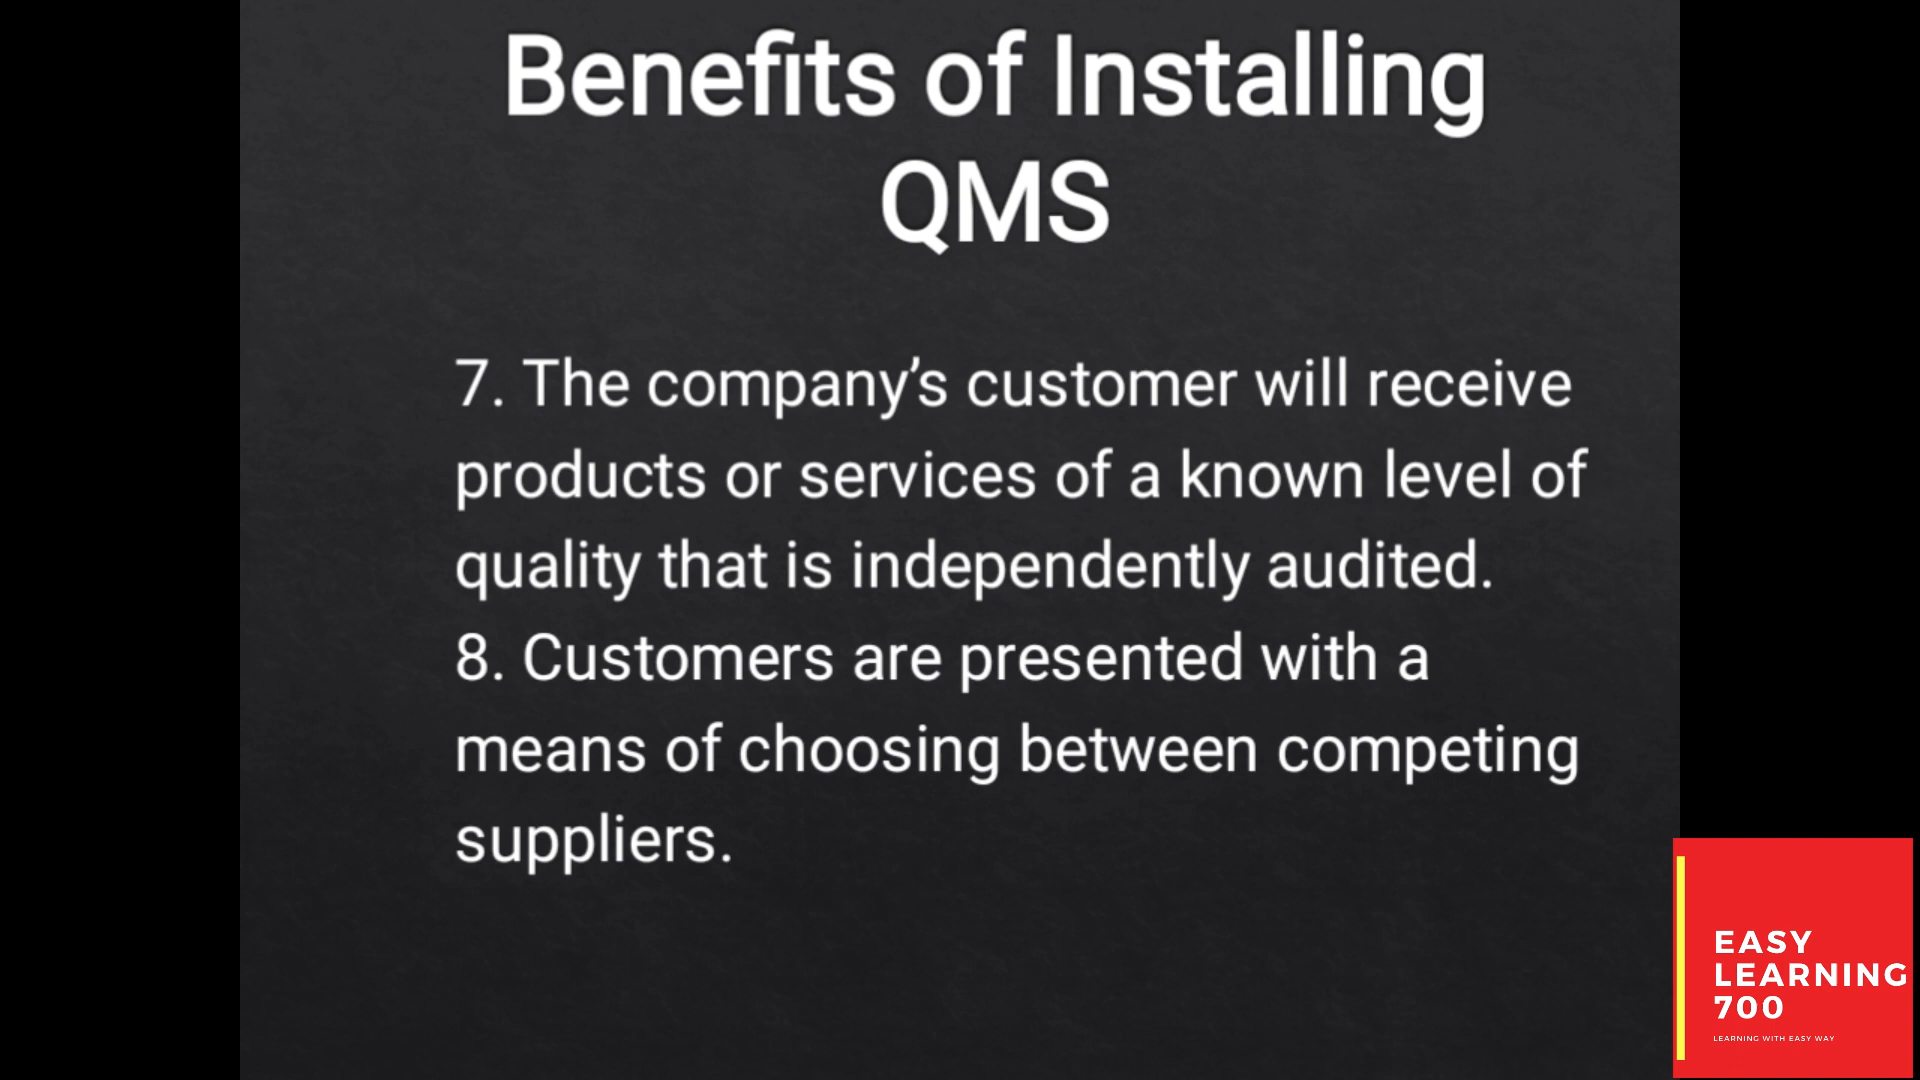 Benefits of Installing
QMS
7. The company’s customer will receive
products or services of a known level of
quality that is independently audited.
8. Customers are presented with a
means of choosing between competing
suppliers.
EASY
LEARNING
700
LEARNING WITH EASY WAY